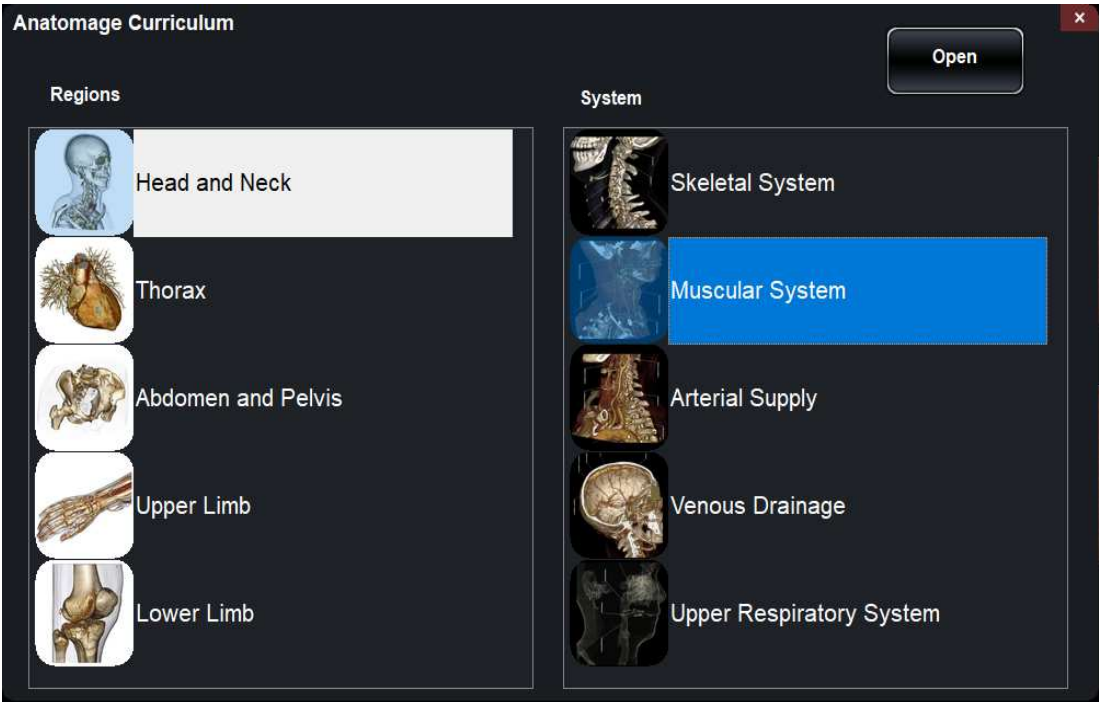 Anatomage Curriculum
x
Open
Regions
System
Head and Neck
Thorax
Abdomen and Pelvis
Upper Limb
Lower Limb
Skeletal System
Muscular System
Arterial Supply
Venous Drainage
Upper Respiratory System